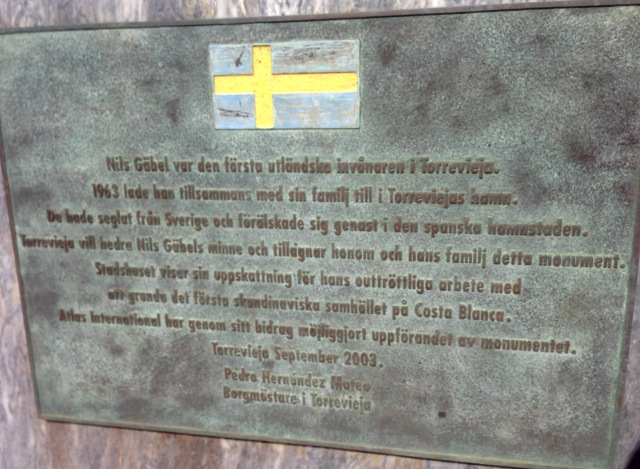 Nils Gäbel var den första utländska invånaren i Torrevieja.
1963 lade han tillsammans med sin familj till i Torreviejas hamn.
De hade seglat från Sverige och förälskade sig genast i den spanska hamnstaden.
Torrevieja vill hedra Nils Gäbels minne och tillägnar honom och hans familj detta monument.
Stadshuset visar sin uppskattning för hans outtröttliga arbete med
att grunda det första skandinaviska samhället på Costa Blanca.
Atlas International har genom sitt bidrag möjliggjort uppförandet av monumentet.
Torrevieja September 2003.
Pedro Hernández Mateo
Borgmästare i Torrevieja